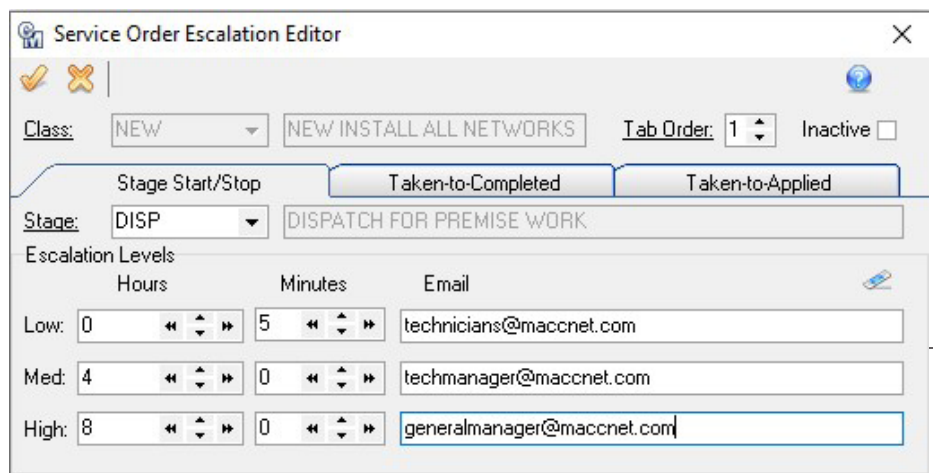 Service Order Escalation Editor
Class: NEW NEW INSTALL ALL NETWORKS Tab Order: 1 Inactive
Stage Start/Stop Taken-to-Completed Taken-to-Applied
Stage: DISP DISPATCH FOR PREMISE WORK
Escalation Levels
Hours Minutes Email
Low: 0 5 technicians@maccnet.com
Med: 4 0 techmanager@maccnet.com
High: 8 0 generalmanager@maccnet.com